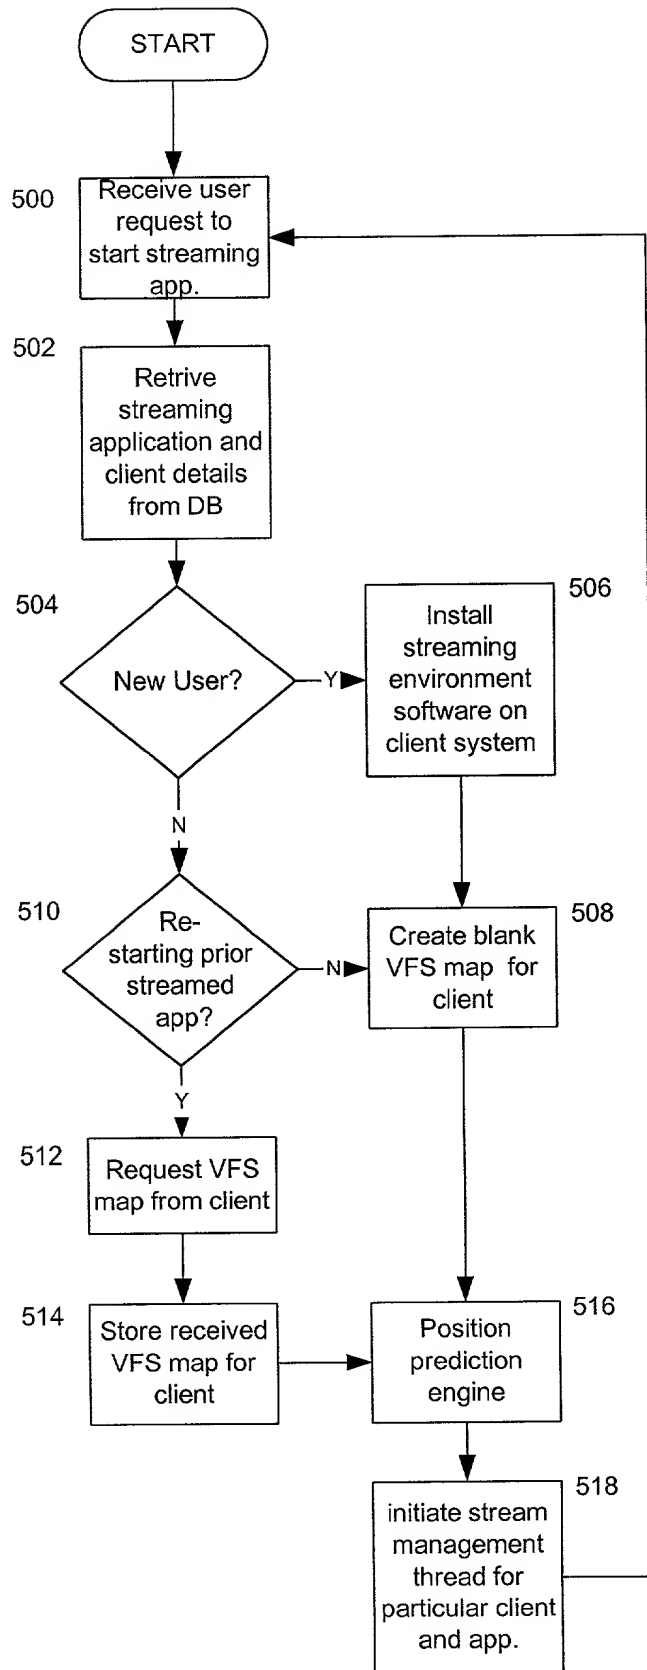 START
500
Receive user
request to
start streaming
app.
502
Retrive
streaming
application and
client details
from DB
504
New User?
Y
506
Install
streaming
environment
software on
client system
N
510
Re-
starting prior
streamed
app?
N
508
Create blank
VFS map for
client
Y
512
Request VFS
map from client
514
Store received
VFS map for
client
516
Position
prediction
engine
518
initiate stream
management
thread for
particular client
and app.